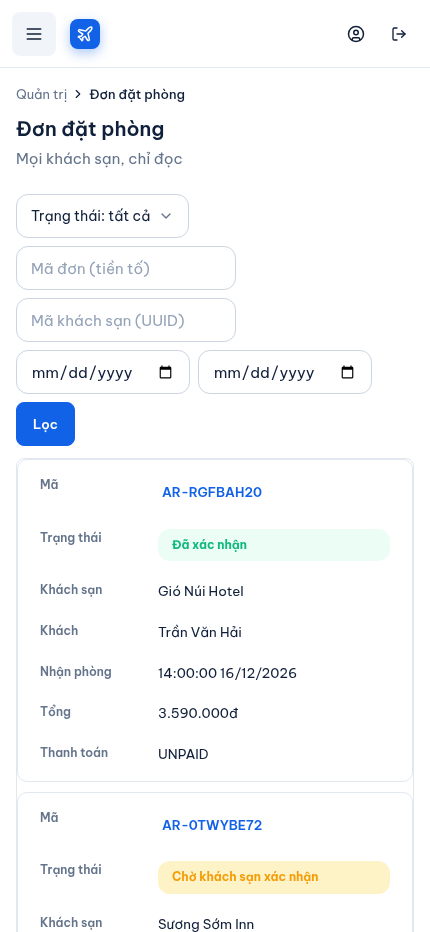 Quản trị > Đơn đặt phòng
Đơn đặt phòng
Mọi khách sạn, chỉ đọc
Trạng thái: tất cả
Mã đơn (tiền tố)
Mã khách sạn (UUID)
mm/dd/yyyy mm/dd/yyyy
Lọc
Mã AR-RGFBAH20
Trạng thái Đã xác nhận
Khách sạn Gió Núi Hotel
Khách Trần Văn Hải
Nhận phòng 14:00:00 16/12/2026
Tổng 3.590.000đ
Thanh toán UNPAID
Mã AR-0TWYBE72
Trạng thái Chờ khách sạn xác nhận
Khách sạn Sương Sớm Inn